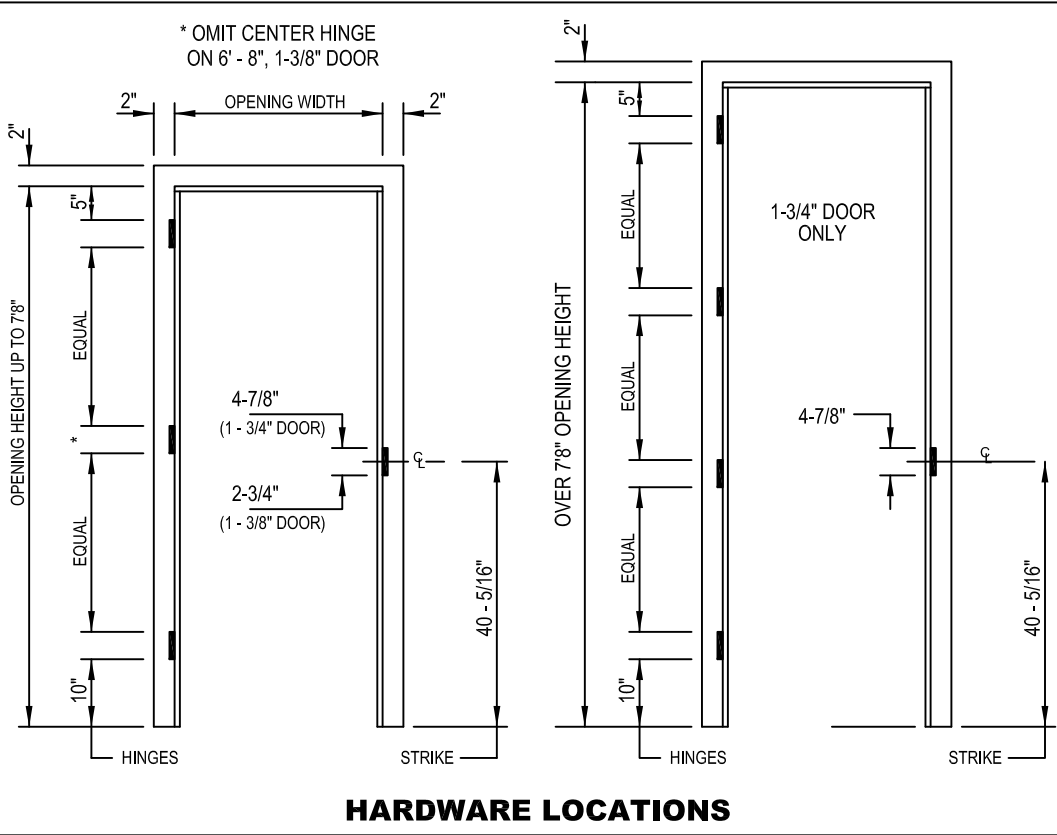 * OMIT CENTER HINGE
ON 6' - 8", 1-3/8" DOOR
2"
OPENING WIDTH
2"
2"
5"
OPENING HEIGHT UP TO 7'8"
EQUAL
*
EQUAL
10"
4-7/8"
(1 - 3/4" DOOR)
2-3/4"
(1 - 3/8" DOOR)
CL
40 - 5/16"
HINGES
STRIKE
2"
5"
OVER 7'8" OPENING HEIGHT
EQUAL
EQUAL
EQUAL
10"
1-3/4" DOOR
ONLY
4-7/8"
CL
40 - 5/16"
HINGES
STRIKE
HARDWARE LOCATIONS